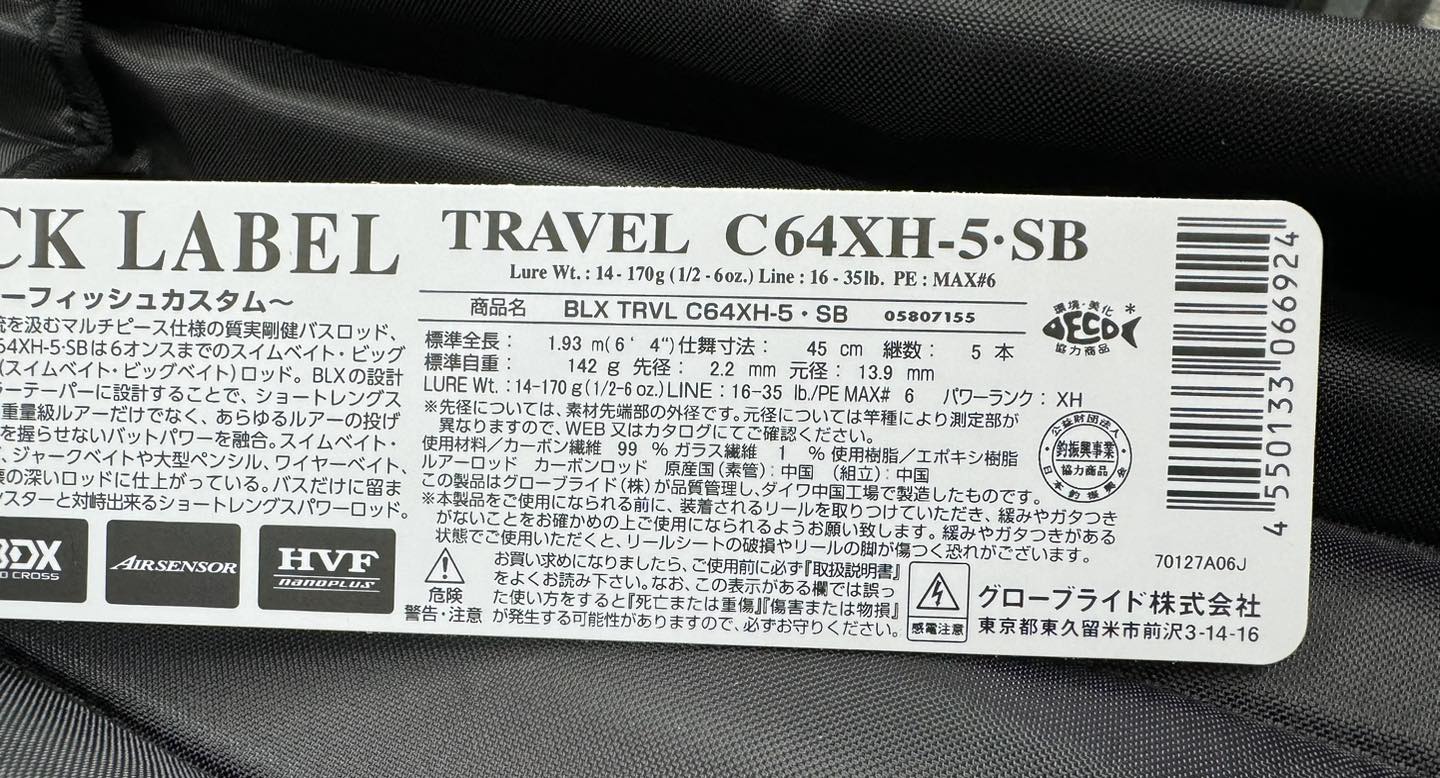 CK LABEL
ーフィッシュカスタム〜
を汲むマルチピース仕様の質実剛健バスロッド、
64XH-5·SBは6オンスまでのスイムベイト・ビッグ
(スイムベイト・ビッグベイト)ロッド。BLXの設計
ラーテーパーに設計することで、ショートレングス
重量級ルアーだけでなく、あらゆるルアーの投げ
を握らせないバットパワーを融合。スイムベイト・
、ジャークベイトや大型ペンシル、ワイヤーベイト、
の深いロッドに仕上がっている。バスだけに留ま
ンスターと対峙出来るショートレングスパワーロッド。
CROSS
AIRSENSOR
HVF
nanoplus
TRAVEL C64XH-5·SB
Lure Wt. : 14 - 170g (1/2 - 6oz.) Line : 16 - 35lb. PE : MAX#6
商品名 BLX TRVL C64XH-5・SB 05807155
標準全長: 1.93 m(6' 4")仕舞寸法: 45 cm 継数: 5 本
標準自重: 142 g 先径: 2.2 mm 元径: 13.9 mm
LURE Wt. : 14-170 g(1/2-6 oz.)LINE : 16-35 lb./PE MAX# 6 パワーランク: XH
※先径については、素材先端部の外径です。元径については竿種により測定部が
異なりますので、WEB 又はカタログにてご確認ください。
使用材料/カーボン繊維 99 % ガラス繊維 1 % 使用樹脂/エポキシ樹脂
ルアーロッド カーボンロッド 原産国(素管):中国 (組立):中国
この製品はグローブライド(株)が品質管理し、ダイワ中国工場で製造したものです。
※本製品をご使用になられる前に、装着されるリールを取りつけていただき、緩みやガタつき
がないことをお確かめの上ご使用になられるようお願い致します。緩みやガタつきがある
状態でご使用いただくと、リールシートの破損やリールの脚が傷つく恐れがございます。
危険
警告・注意
お買い求めになりましたら、ご使用前に必ず『取扱説明書』
をよくお読み下さい。なお、この表示がある欄では誤っ
た使い方をすると『死亡または重傷』『傷害または物損』
が発生する可能性がありますので、必ずお守りください。
感電注意
環境・美化
DECO
*
協力商品
公益財団法人
釣振興事業
協力商品
日本釣振興会
4 550133 066924
70127A06J
グローブライド株式会社
東京都東久留米市前沢3-14-16